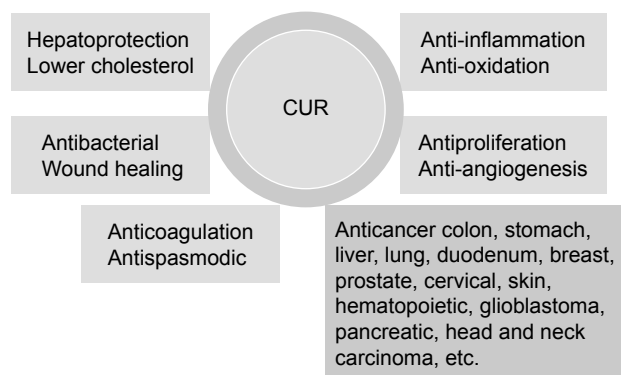 Hepatoprotection
Lower cholesterol
CUR
Anti-inflammation
Anti-oxidation
Antibacterial
Wound healing
Antiproliferation
Anti-angiogenesis
Anticoagulation
Antispasmodic
Anticancer colon, stomach,
liver, lung, duodenum, breast,
prostate, cervical, skin,
hematopoietic, glioblastoma,
pancreatic, head and neck
carcinoma, etc.